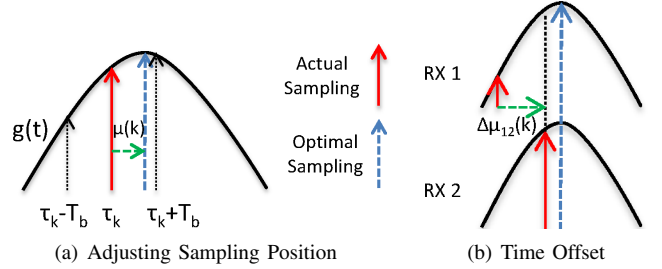 g(t)
μ(k)
τk-Tb
τk
τk+Tb
Actual
Sampling
Optimal
Sampling
RX 1
Δμ12(k)
RX 2
(a) Adjusting Sampling Position
(b) Time Offset